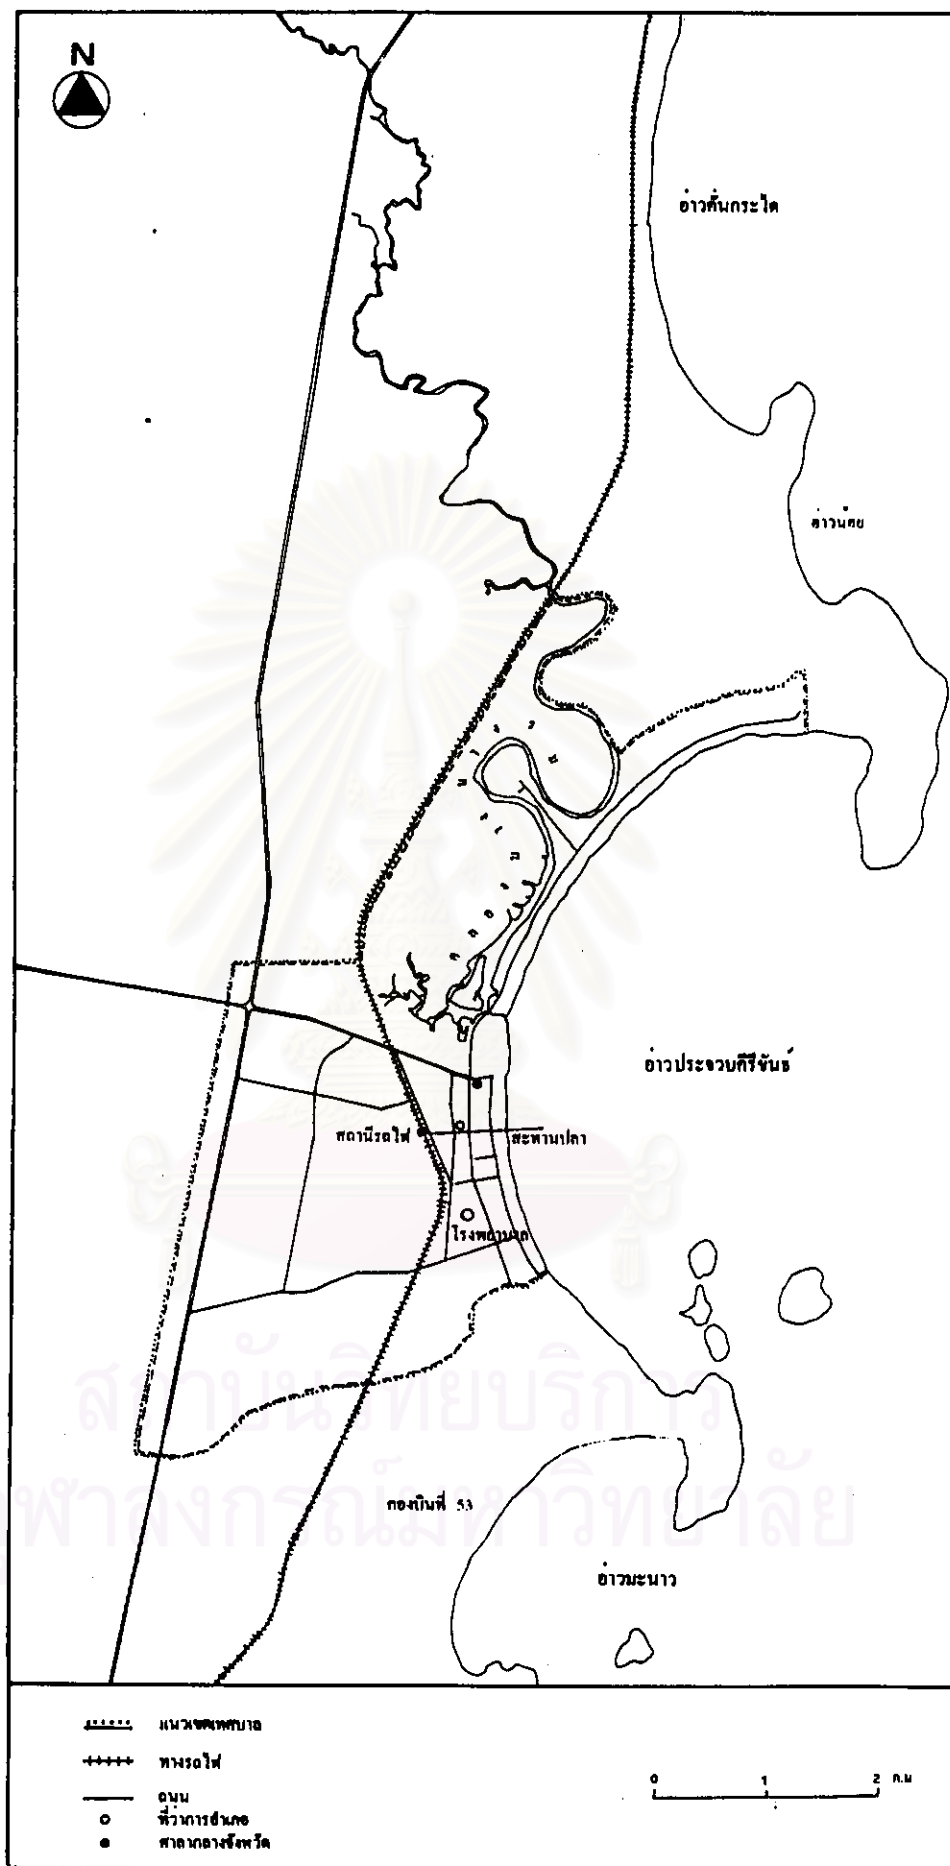 N
อ่าวคั่นกระได
อ่าวน้อย
คลองบางนางรม
อ่าวประจวบคีรีขันธ์
สถานีรถไฟ
สะพานปลา
โรงพยาบาล
สถาบันวิทยบริการ
จุฬาลงกรณ์มหาวิทยาลัย
กองบินที่ 53
อ่าวมะนาว
แนวเขตเทศบาล
ทางรถไฟ
ถนน
ที่ว่าการอำเภอ
ศาลากลางจังหวัด
0 1 2 ก.ม